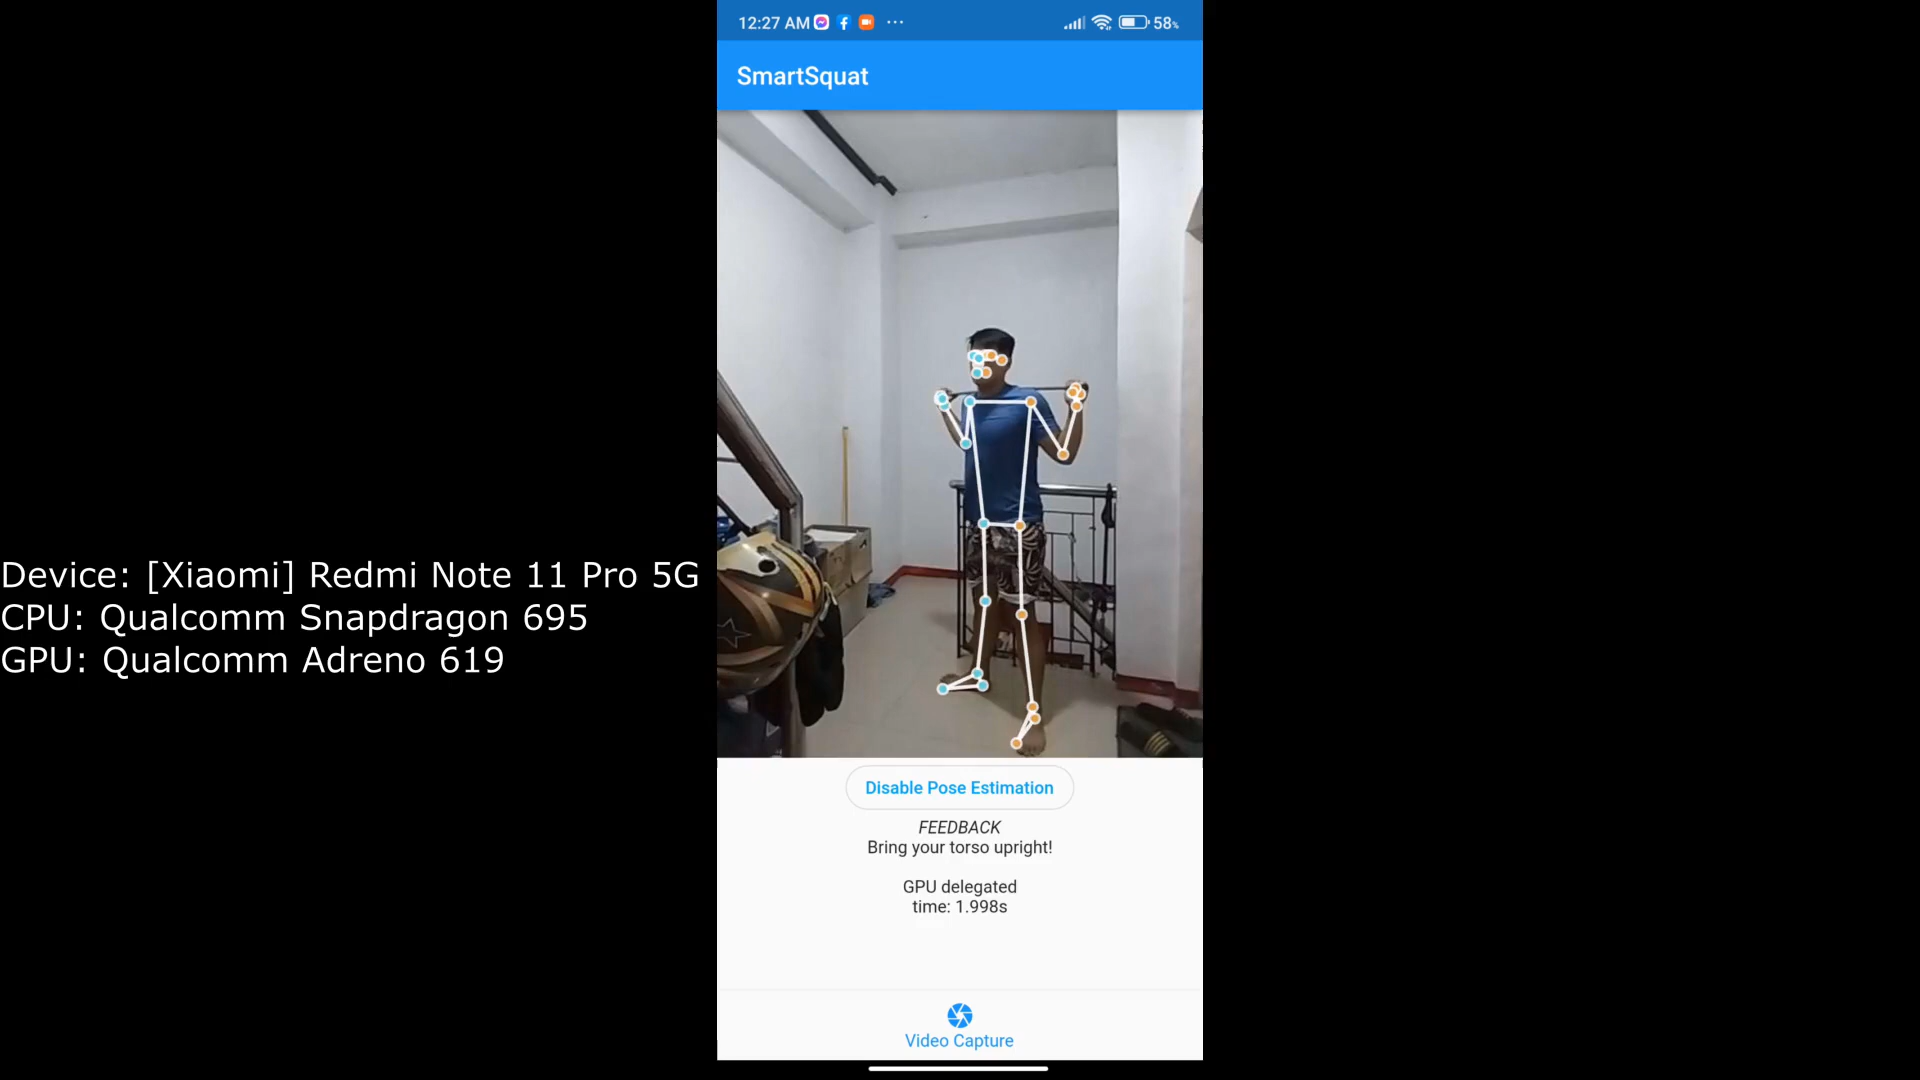 12:27 AM
58%
SmartSquat
Device: [Xiaomi] Redmi Note 11 Pro 5G
CPU: Qualcomm Snapdragon 695
GPU: Qualcomm Adreno 619
Disable Pose Estimation
FEEDBACK
Bring your torso upright!
GPU delegated
time: 1.998s
Video Capture